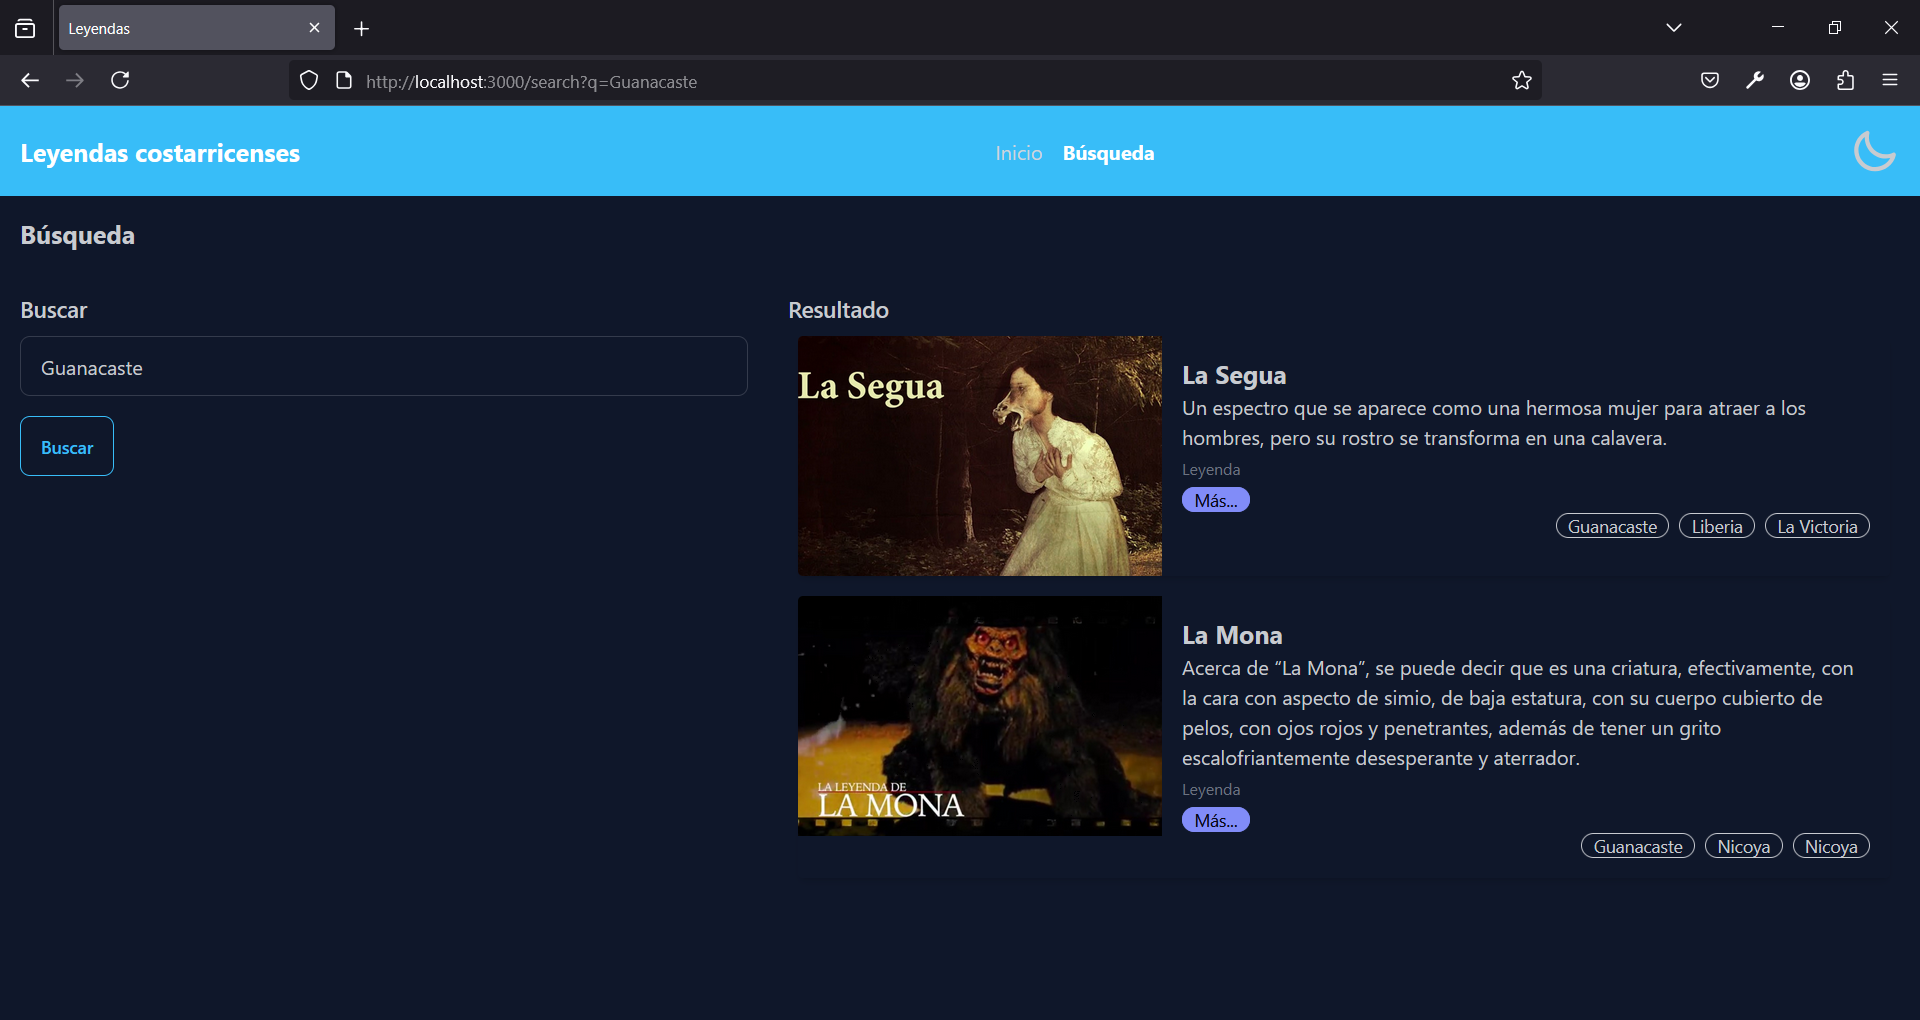 Leyendas
http://localhost:3000/search?q=Guanacaste
Leyendas costarricenses
Inicio
Búsqueda
Búsqueda
Buscar
Guanacaste
Buscar
Resultado
La Segua
La Segua
Un espectro que se aparece como una hermosa mujer para atraer a los
hombres, pero su rostro se transforma en una calavera.
Leyenda
Más...
Guanacaste
Liberia
La Victoria
LA LEYENDA DE
LA MONA
La Mona
Acerca de “La Mona”, se puede decir que es una criatura, efectivamente, con
la cara con aspecto de simio, de baja estatura, con su cuerpo cubierto de
pelos, con ojos rojos y penetrantes, además de tener un grito
escalofriantemente desesperante y aterrador.
Leyenda
Más...
Guanacaste
Nicoya
Nicoya